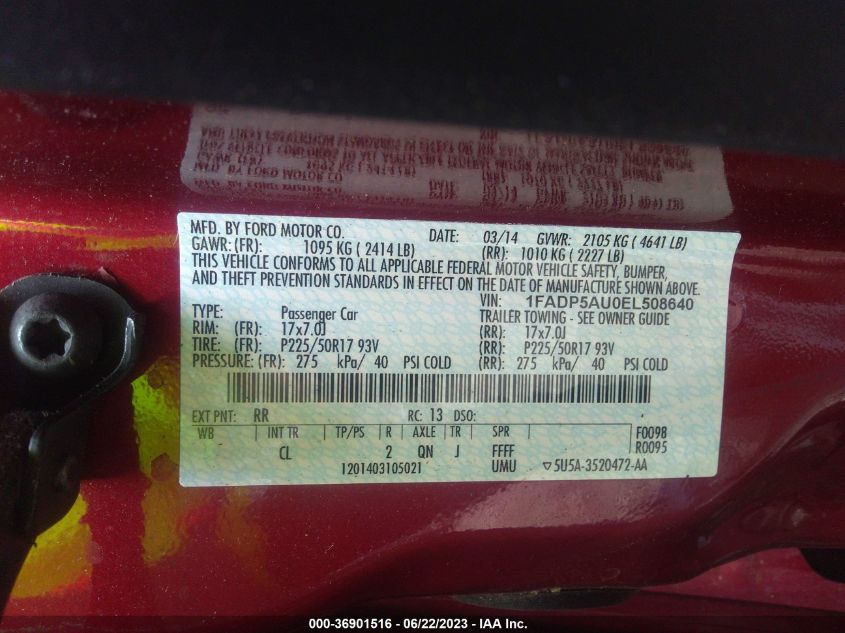 MFD. BY FORD MOTOR CO. DATE: 03/14 GVWR: 2105 KG ( 4641 LB)
GAWR: (FR): 1095 KG ( 2414 LB) (RR): 1010 KG ( 2227 LB)
THIS VEHICLE CONFORMS TO ALL APPLICABLE FEDERAL MOTOR VEHICLE SAFETY, BUMPER,
AND THEFT PREVENTION STANDARDS IN EFFECT ON THE DATE OF MANUFACTURE SHOWN ABOVE.
VIN: 1FADP5AU0EL508640
TYPE: Passenger Car TRAILER TOWING - SEE OWNER GUIDE
RIM: (FR): 17x7.0J (RR): 17x7.0J
TIRE: (FR): P225/50R17 93V (RR): P225/50R17 93V
PRESSURE: (FR): 275 kPa/ 40 PSI COLD (RR): 275 kPa/ 40 PSI COLD
EXT PNT: RR RC: 13 DSO:
WB INT TR TP/PS R AXLE TR SPR F0098
CL 2 QN J FFFF R0095
1201403105021 UMU ▽5U5A-3520472-AA
000-36901516 - 06/22/2023 - IAA Inc.